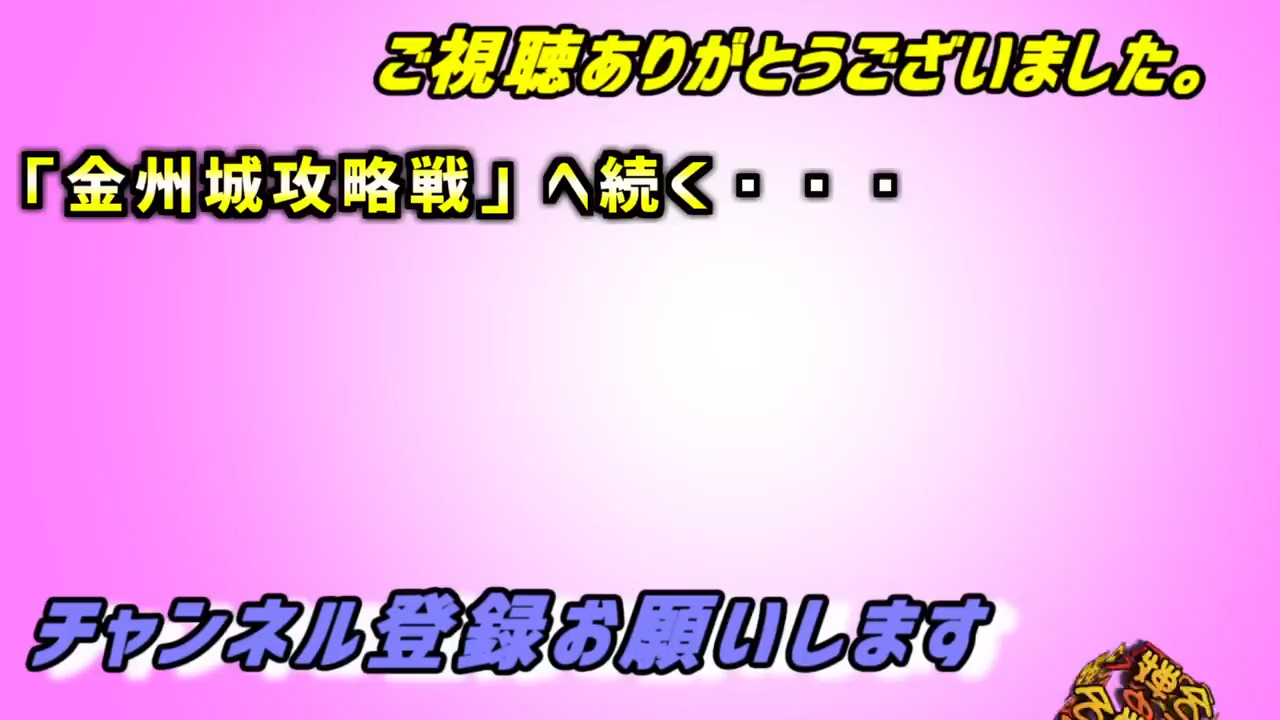 ご視聴ありがとうございました。
「金州城攻略戦」へ続く・・・
チャンネル登録お願いします